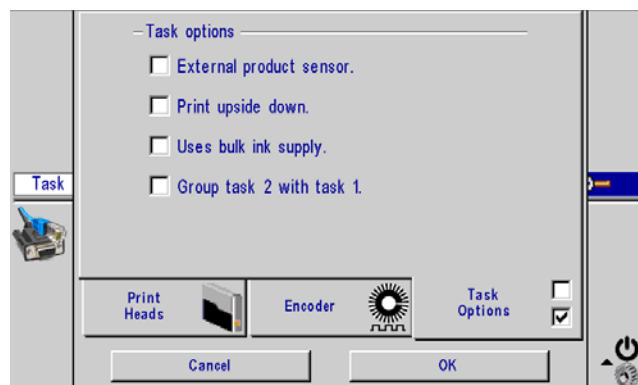 Task options
External product sensor.
Print upside down.
Uses bulk ink supply.
Group task 2 with task 1.
Task
Print
Heads
Encoder
Task
Options
Cancel
OK